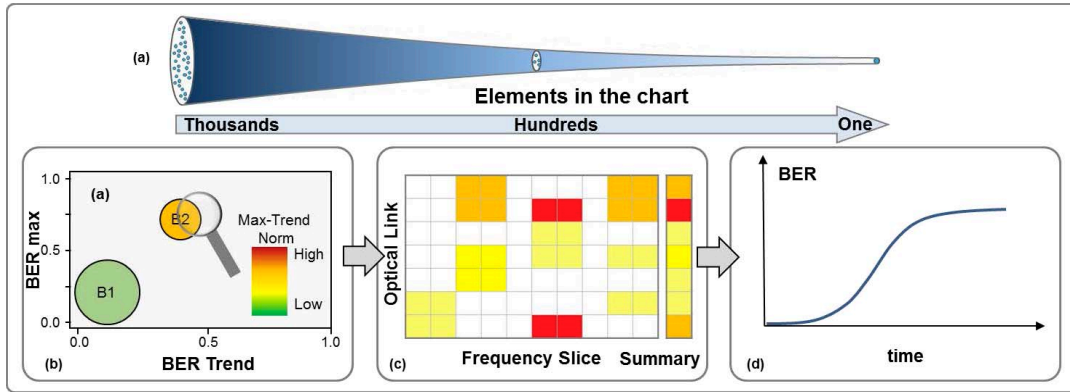 (a)
Elements in the chart
Thousands Hundreds One
1.0
(a)
B2
Max-Trend
Norm
High
BER max
0.5
B1
Low
0.0
0.0 0.5 1.0
(b)
BER Trend
Optical Link
(c)
Frequency Slice Summary
BER
(d)
time